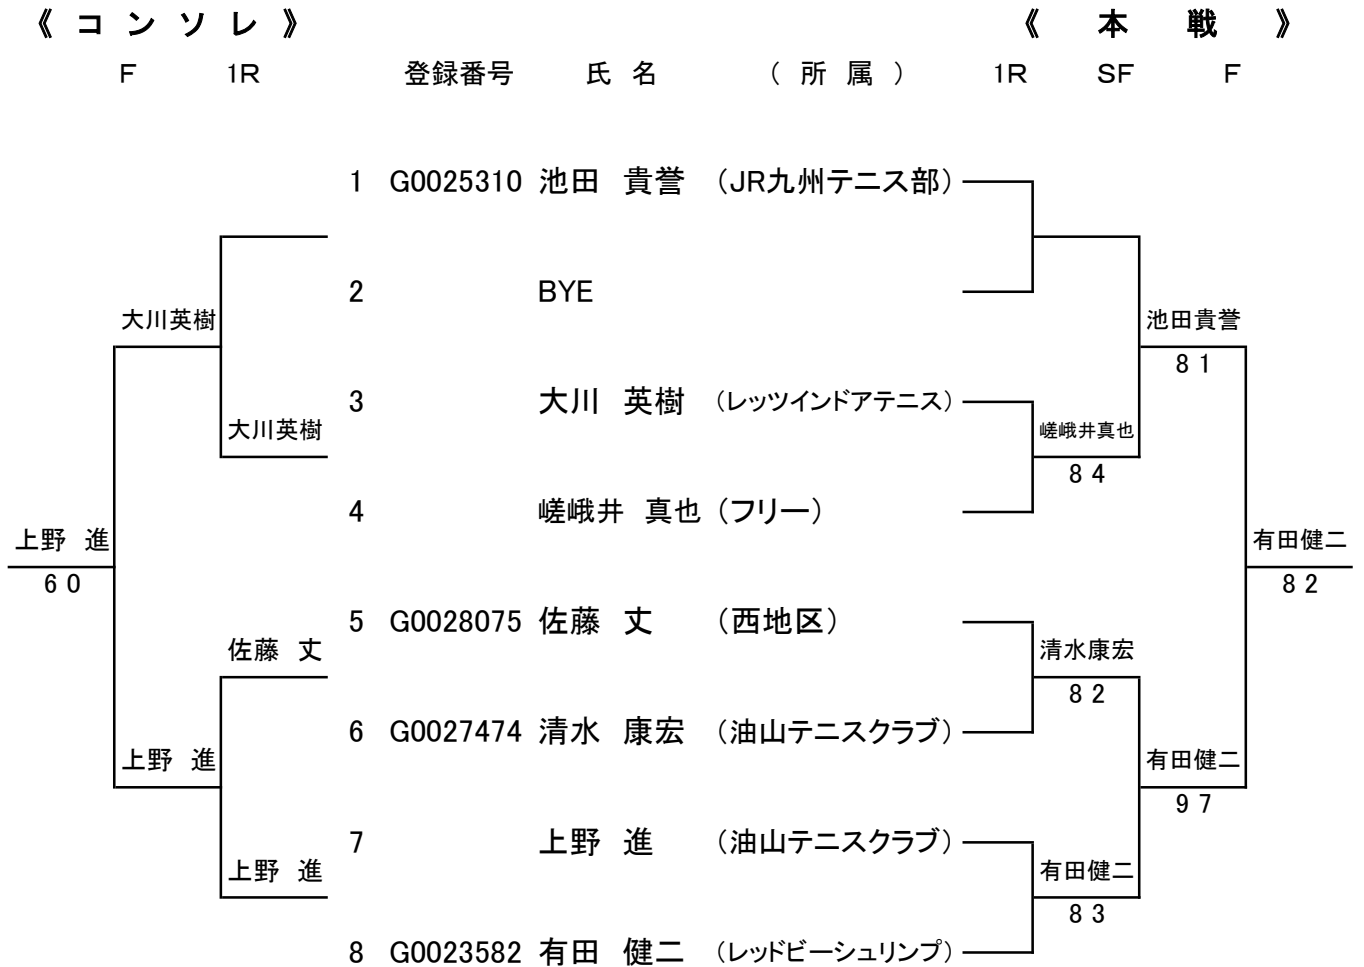 《 コ ン ソ レ 》 《 本 戦 》
F 1R 登録番号 氏 名 ( 所 属 ) 1R SF F
1 G0025310 池田 貴誉 (JR九州テニス部)
2 BYE
大川英樹 池田貴誉
8 1
3 大川 英樹 (レッツインドアテニス)
大川英樹 嵯峨井真也
8 4
4 嵯峨井 真也 (フリー)
上野 進 有田健二
6 0 8 2
5 G0028075 佐藤 丈 (西地区)
佐藤 丈 清水康宏
8 2
6 G0027474 清水 康宏 (油山テニスクラブ)
上野 進 有田健二
9 7
7 上野 進 (油山テニスクラブ)
上野 進 有田健二
8 3
8 G0023582 有田 健二 (レッドビーシュリンプ)